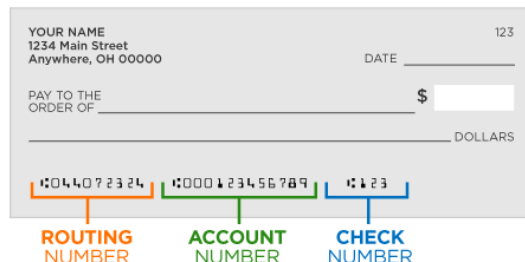 YOUR NAME
123
1234 Main Street
Anywhere, OH 00000
DATE
PAY TO THE
ORDER OF
$
DOLLARS
⑆044072324⑆000123456789⑆123
ROUTING NUMBER
ACCOUNT NUMBER
CHECK NUMBER